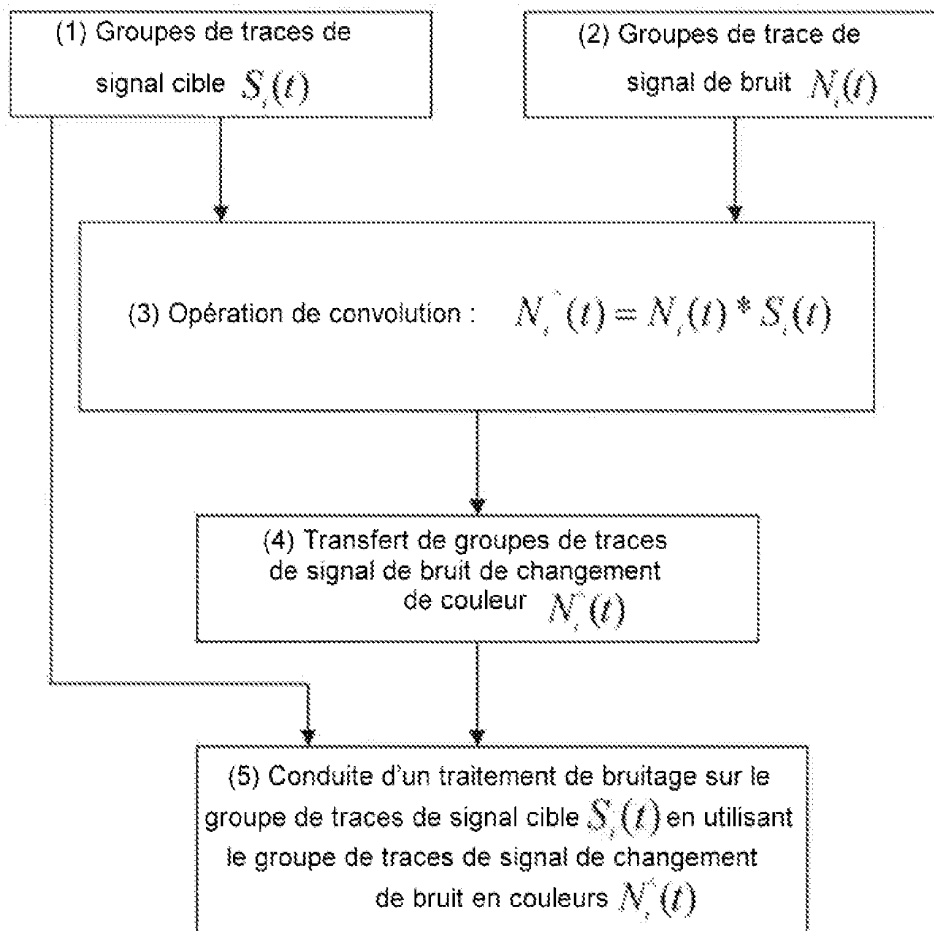 (1) Groupes de traces de
signal cible S_i(t)
(2) Groupes de trace de
signal de bruit N_i(t)
(3) Opération de convolution : N_i^(t) = N_i(t) * S_i(t)
(4) Transfert de groupes de traces
de signal de bruit de changement
de couleur N_i^(t)
(5) Conduite d'un traitement de bruitage sur le
groupe de traces de signal cible S_i(t) en utilisant
le groupe de traces de signal de changement
de bruit en couleurs N_i^(t)